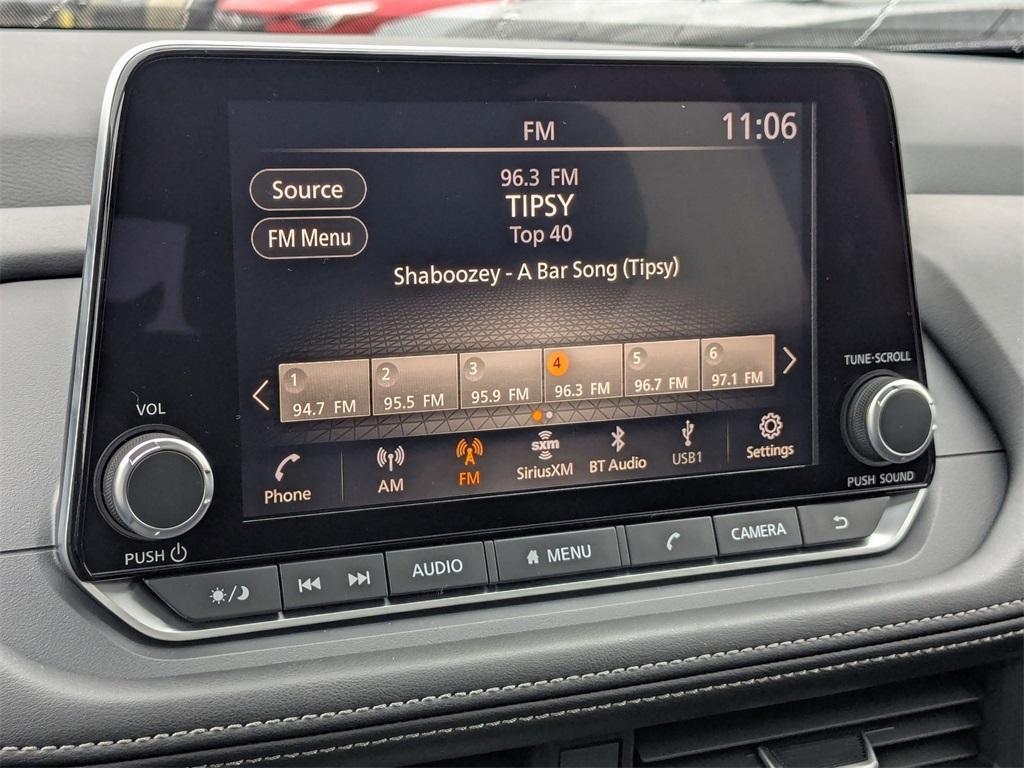 FM
11:06
Source
96.3 FM
TIPSY
FM Menu
Top 40
Shaboozey - A Bar Song (Tipsy)
1
2
3
4
5
6
94.7 FM
95.5 FM
95.9 FM
96.3 FM
96.7 FM
97.1 FM
Phone
AM
FM
sxm
SiriusXM
BT Audio
USB1
Settings
VOL
PUSH
TUNE·SCROLL
PUSH SOUND
AUDIO
MENU
CAMERA